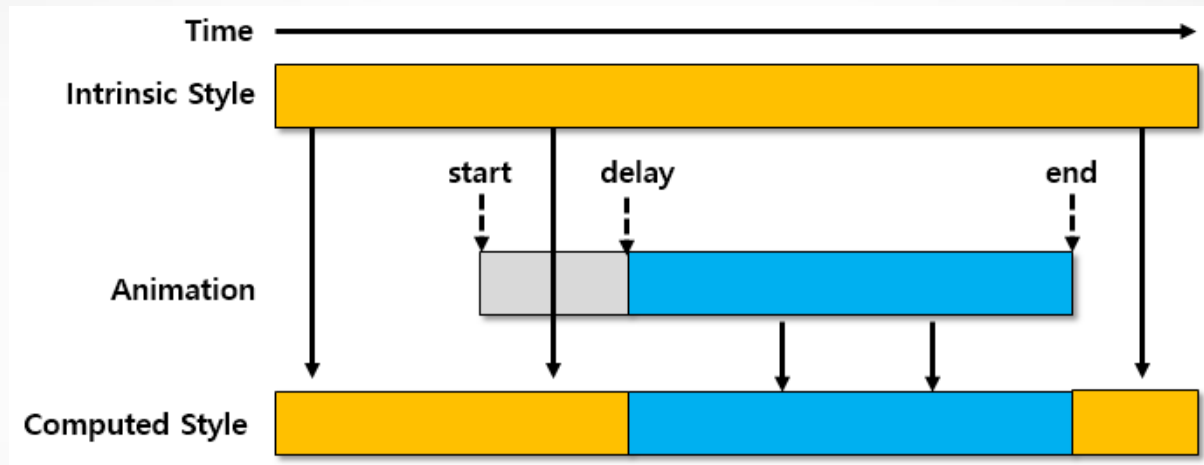 Time
Intrinsic Style
start delay end
Animation
Computed Style